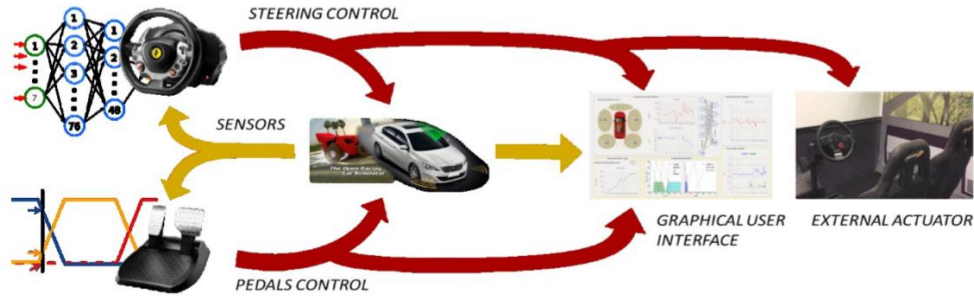 STEERING CONTROL
1
1
1
2
2
3
7
76
48
SENSORS
The Open Racing
Car Simulator
GRAPHICAL USER
INTERFACE
EXTERNAL ACTUATOR
PEDALS CONTROL